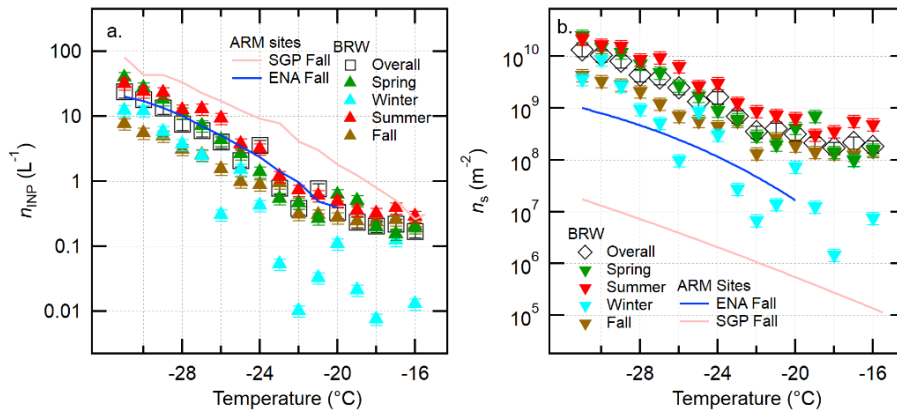 a.
ARM sites
SGP Fall
ENA Fall
BRW
Overall
Spring
Winter
Summer
Fall
100
10
1
0.1
0.01
nINP (L⁻¹)
-28
-24
-20
-16
Temperature (°C)
b.
10¹⁰
10⁹
10⁸
10⁷
10⁶
10⁵
nₛ (m⁻²)
BRW
Overall
Spring
Summer
Winter
Fall
ARM Sites
ENA Fall
SGP Fall
-28
-24
-20
-16
Temperature (°C)